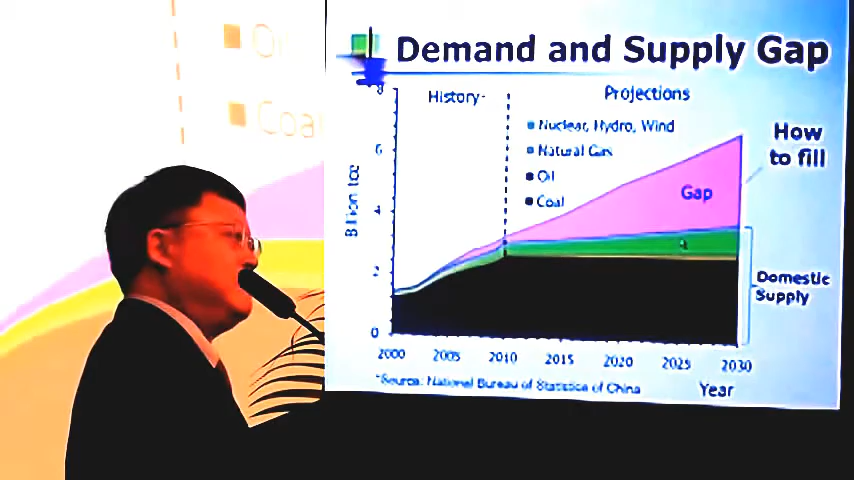 Coa
Demand and Supply Gap
8
History-
Projections
Nuclear, Hydro, Wind
Natural Gas
Oil
Coal
How
to fill
6
Gap
Billion tce
4
2
Domestic
Supply
0
2000 2005 2010 2015 2020 2025 2030
*Source: National Bureau of Statistics of China
Year